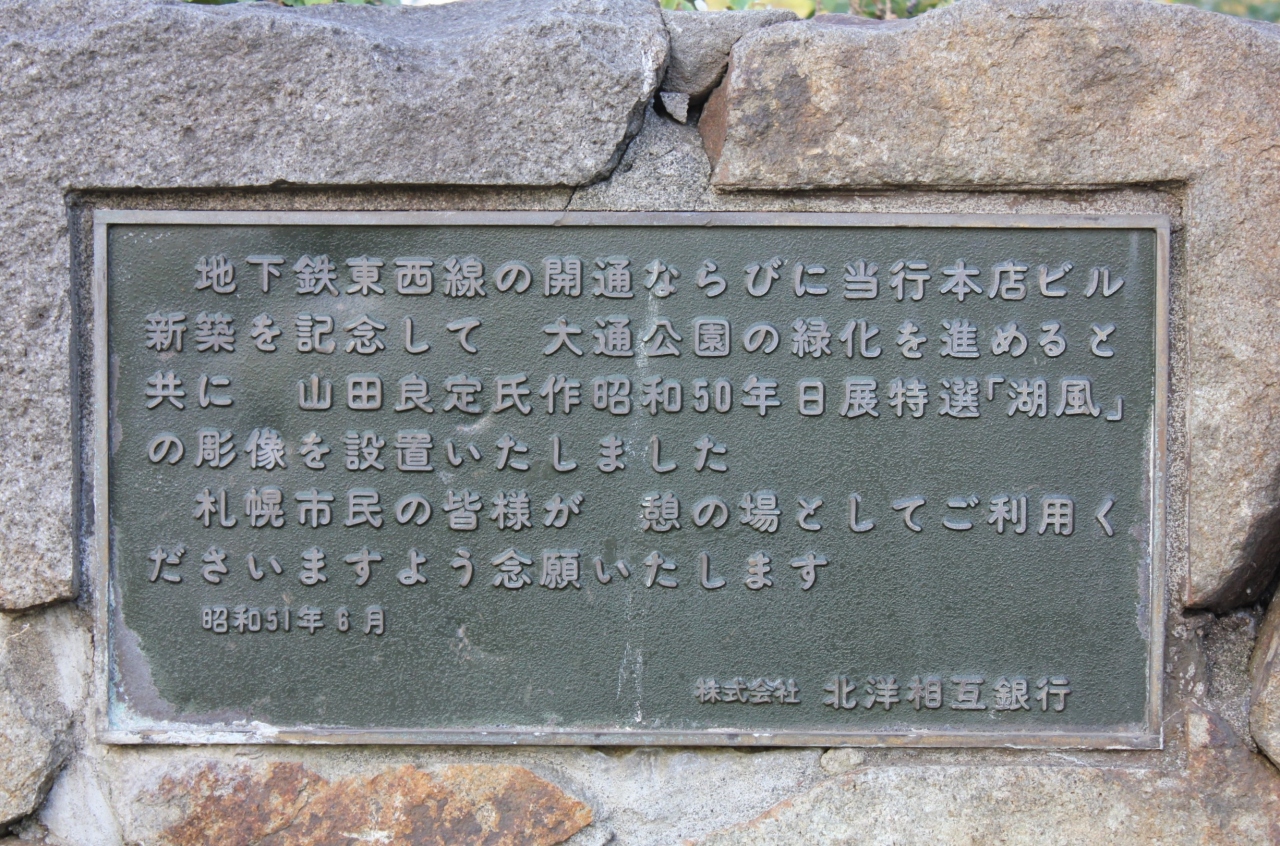 地下鉄東西線の開通ならびに当行本店ビル
新築を記念して　大通公園の緑化を進めると
共に　山田良定氏作昭和50年日展特選「湖風」
の彫像を設置いたしました
札幌市民の皆様が　憩の場としてご利用く
ださいますよう念願いたします
昭和51年6月
株式会社 北洋相互銀行